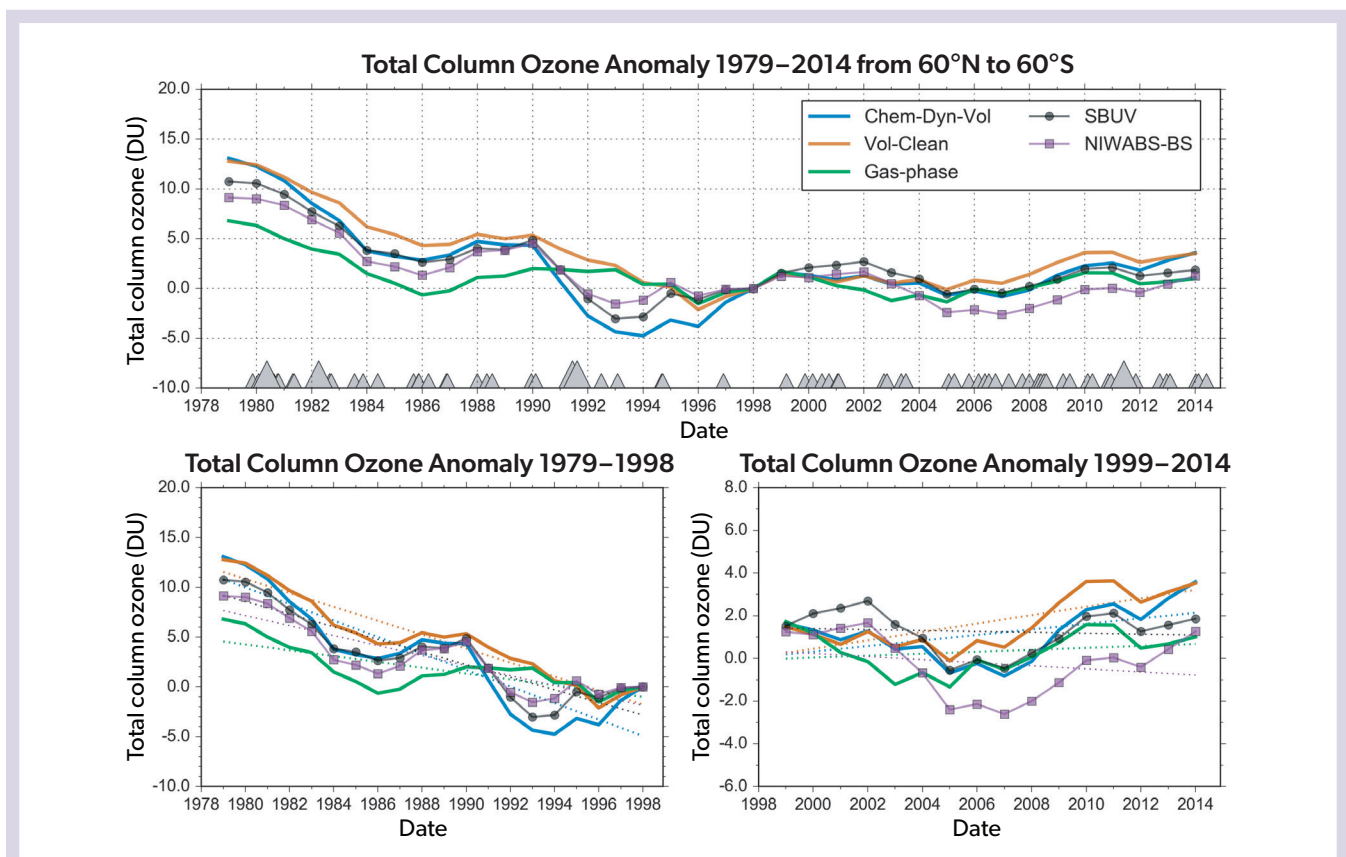 Total Column Ozone Anomaly 1979–2014 from 60°N to 60°S
Total column ozone (DU)
20.0
15.0
10.0
5.0
0.0
-5.0
-10.0
Chem-Dyn-Vol
Vol-Clean
Gas-phase
SBUV
NIWABS-BS
1978 1980 1982 1984 1986 1988 1990 1992 1994 1996 1998 2000 2002 2004 2006 2008 2010 2012 2014
Date
Total Column Ozone Anomaly 1979–1998
Total column ozone (DU)
20.0
15.0
10.0
5.0
0.0
-5.0
-10.0
1978 1980 1982 1984 1986 1988 1990 1992 1994 1996 1998
Date
Total Column Ozone Anomaly 1999–2014
Total column ozone (DU)
8.0
6.0
4.0
2.0
0.0
-2.0
-4.0
-6.0
1998 2000 2002 2004 2006 2008 2010 2012 2014
Date